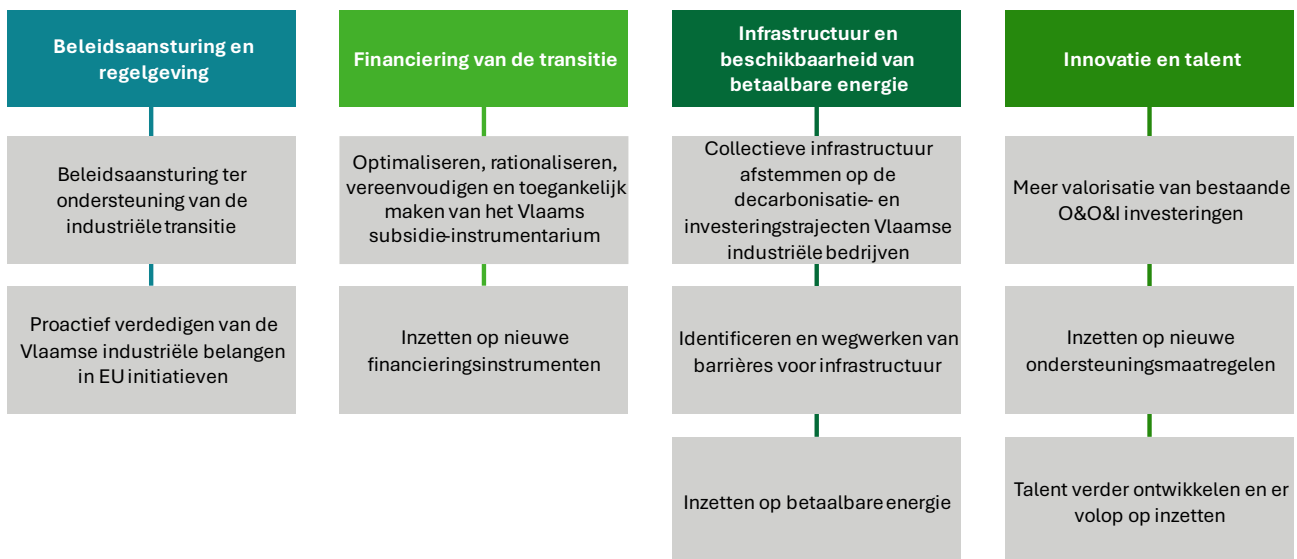 Beleidsaansturing en
regelgeving
Beleidsaansturing ter
ondersteuning van de
industriële transitie
Proactief verdedigen van de
Vlaamse industriële belangen
in EU initiatieven
Financiering van de transitie
Optimaliseren, rationaliseren,
vereenvoudigen en toegankelijk
maken van het Vlaams
subsidie-instrumentarium
Inzetten op nieuwe
financieringsinstrumenten
Infrastructuur en
beschikbaarheid van
betaalbare energie
Collectieve infrastructuur
afstemmen op de
decarbonisatie- en
investeringstrajecten Vlaamse
industriële bedrijven
Identificeren en wegwerken van
barrières voor infrastructuur
Inzetten op betaalbare energie
Innovatie en talent
Meer valorisatie van bestaande
O&O&I investeringen
Inzetten op nieuwe
ondersteuningsmaatregelen
Talent verder ontwikkelen en er
volop op inzetten